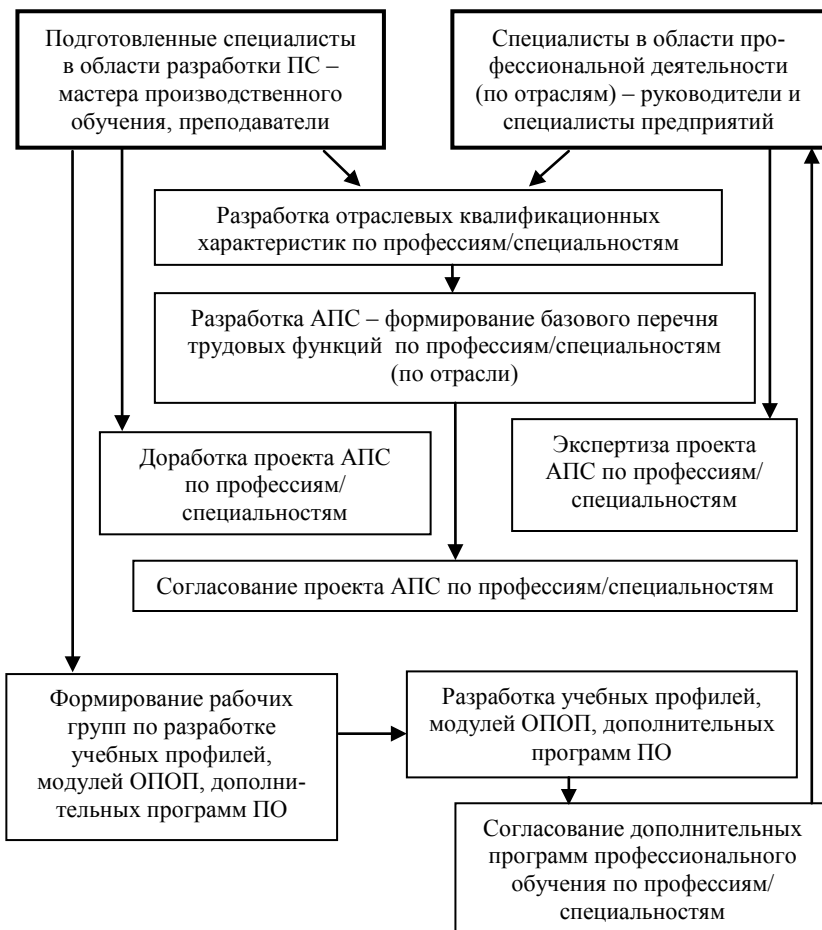 Подготовленные специалисты
в области разработки ПС –
мастера производственного
обучения, преподаватели
Специалисты в области про-
фессиональной деятельности
(по отраслям) – руководители и
специалисты предприятий
Разработка отраслевых квалификационных
характеристик по профессиям/специальностям
Разработка АПС – формирование базового перечня
трудовых функций по профессиям/специальностям
(по отрасли)
Доработка проекта АПС
по профессиям/
специальностям
Экспертиза проекта
АПС по профессиям/
специальностям
Согласование проекта АПС по профессиям/специальностям
Формирование рабочих
групп по разработке
учебных профилей,
модулей ОПОП, дополни-
тельных программ ПО
Разработка учебных профилей,
модулей ОПОП, дополнительных
программ ПО
Согласование дополнительных
программ профессионального
обучения по профессиям/
специальностям